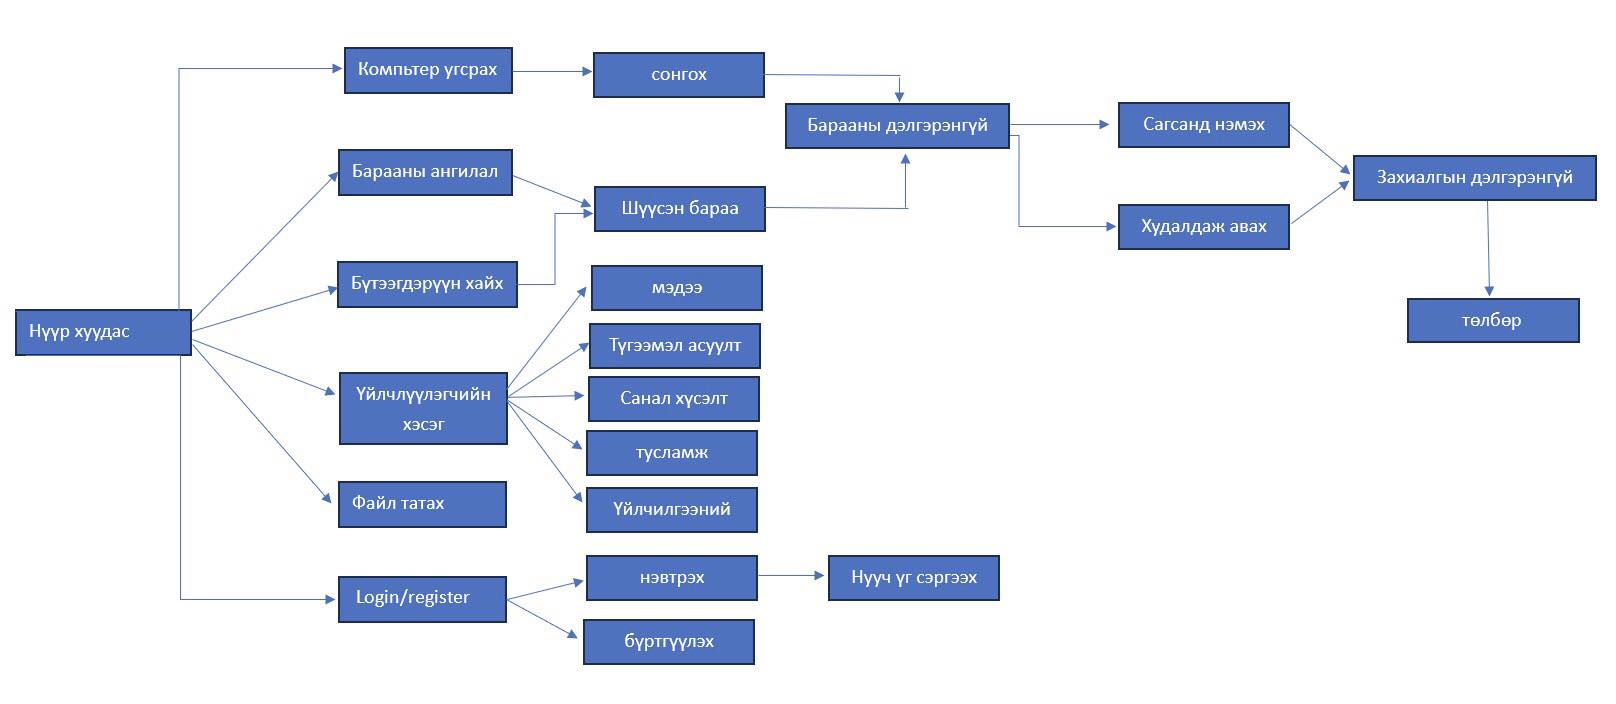 Компьтер угсрах
сонгох
Барааны дэлгэрэнгүй
Сагсанд нэмэх
Барааны ангилал
Шүүсэн бараа
Захиалгын дэлгэрэнгүй
Худалдаж авах
Бүтээгдэрүүн хайх
мэдээ
Нүүр хуудас
төлбөр
Түгээмэл асуулт
Үйлчлүүлэгчийн
хэсэг
Санал хүсэлт
тусламж
Файл татах
Үйлчилгээний
Login/register
нэвтрэх
Нууч үг сэргээх
бүртгүүлэх